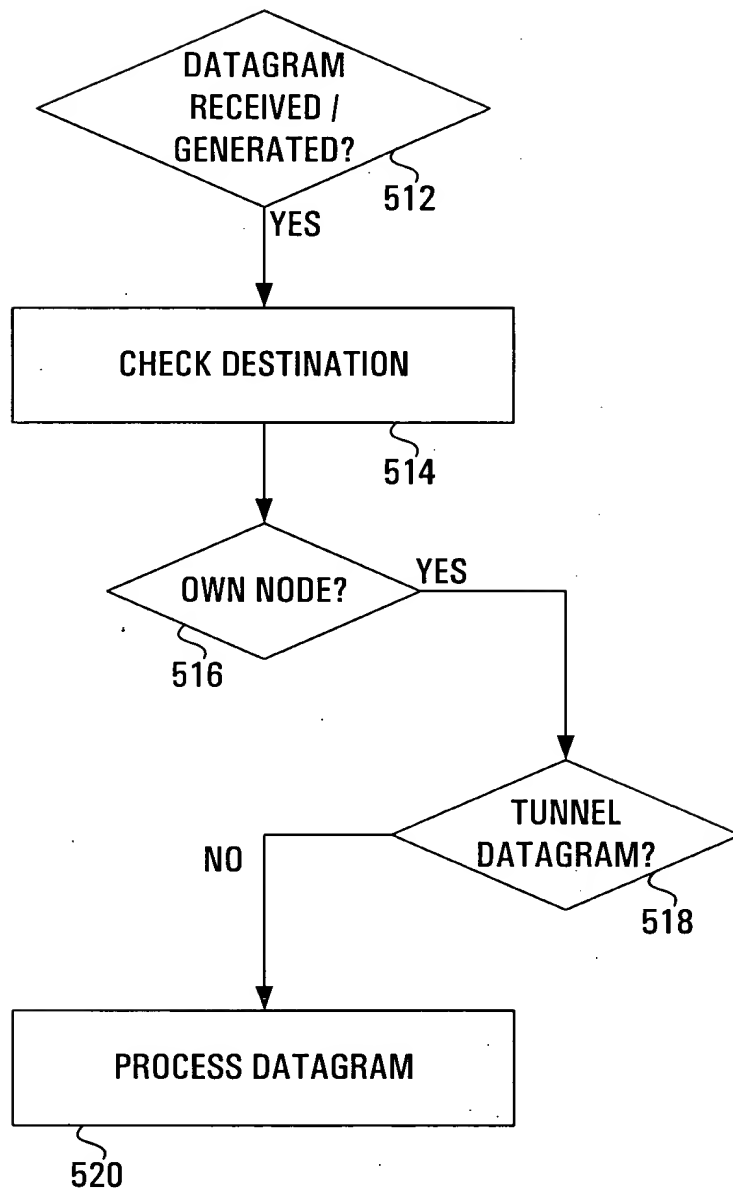 DATAGRAM
RECEIVED /
GENERATED?
512
YES
CHECK DESTINATION
514
OWN NODE?
YES
516
TUNNEL
DATAGRAM?
NO
518
PROCESS DATAGRAM
520